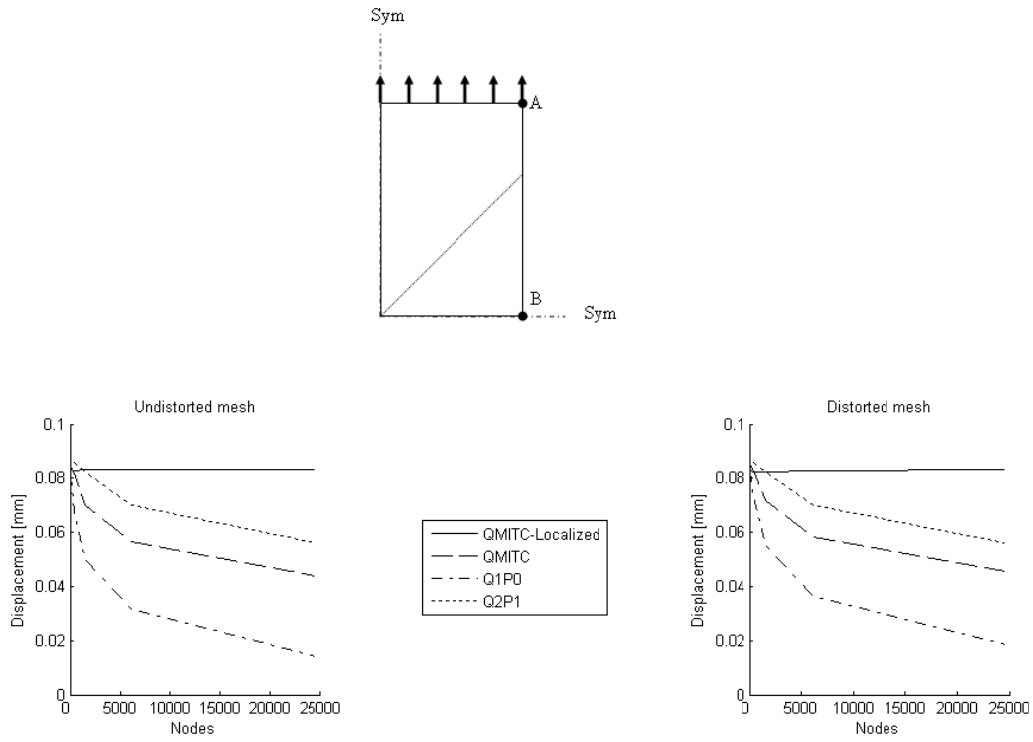 Sym
A
B
Sym
Undistorted mesh
0.1
0.08
0.06
0.04
0.02
0
Displacement [mm]
0 5000 10000 15000 20000 25000
Nodes
QMITC-Localized
QMITC
Q1P0
Q2P1
Distorted mesh
0.1
0.08
0.06
0.04
0.02
0
Displacement [mm]
0 5000 10000 15000 20000 25000
Nodes